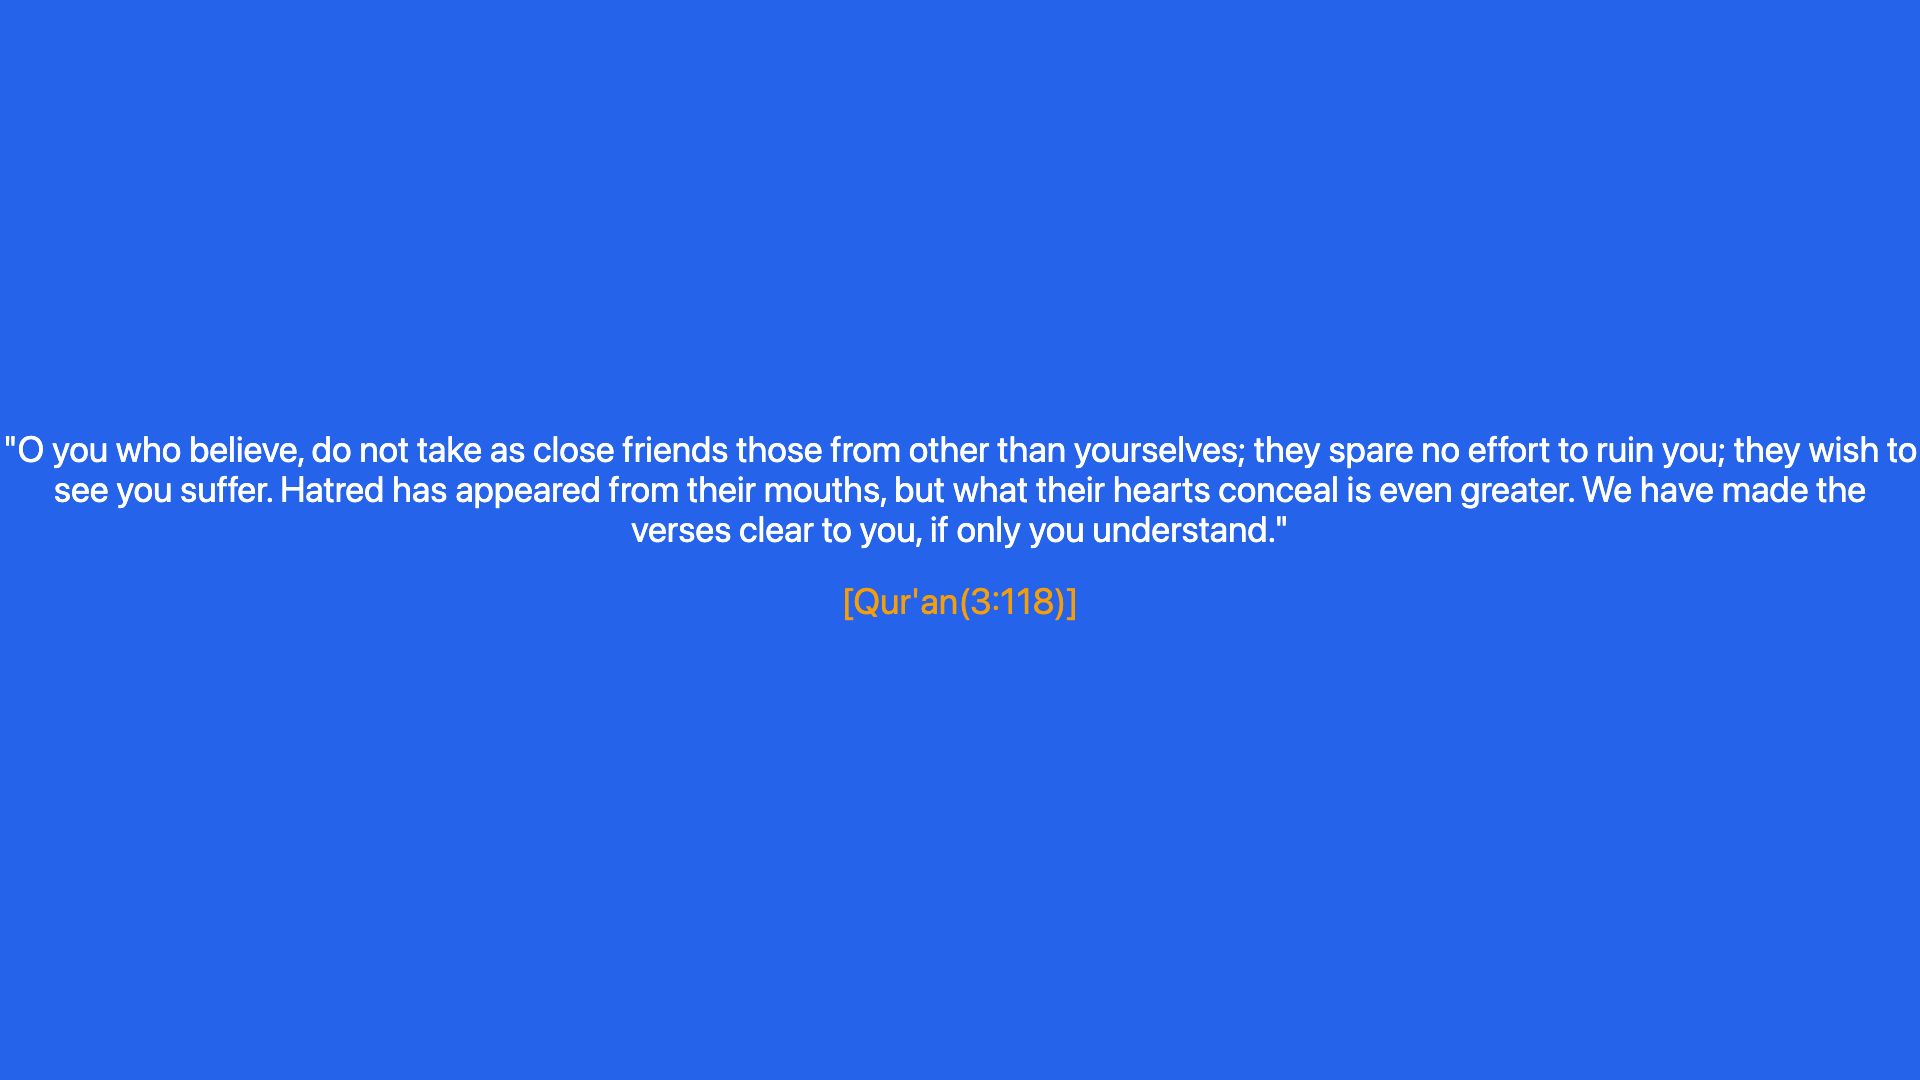 "O you who believe, do not take as close friends those from other than yourselves; they spare no effort to ruin you; they wish to
see you suffer. Hatred has appeared from their mouths, but what their hearts conceal is even greater. We have made the
verses clear to you, if only you understand."
[Qur'an(3:118)]